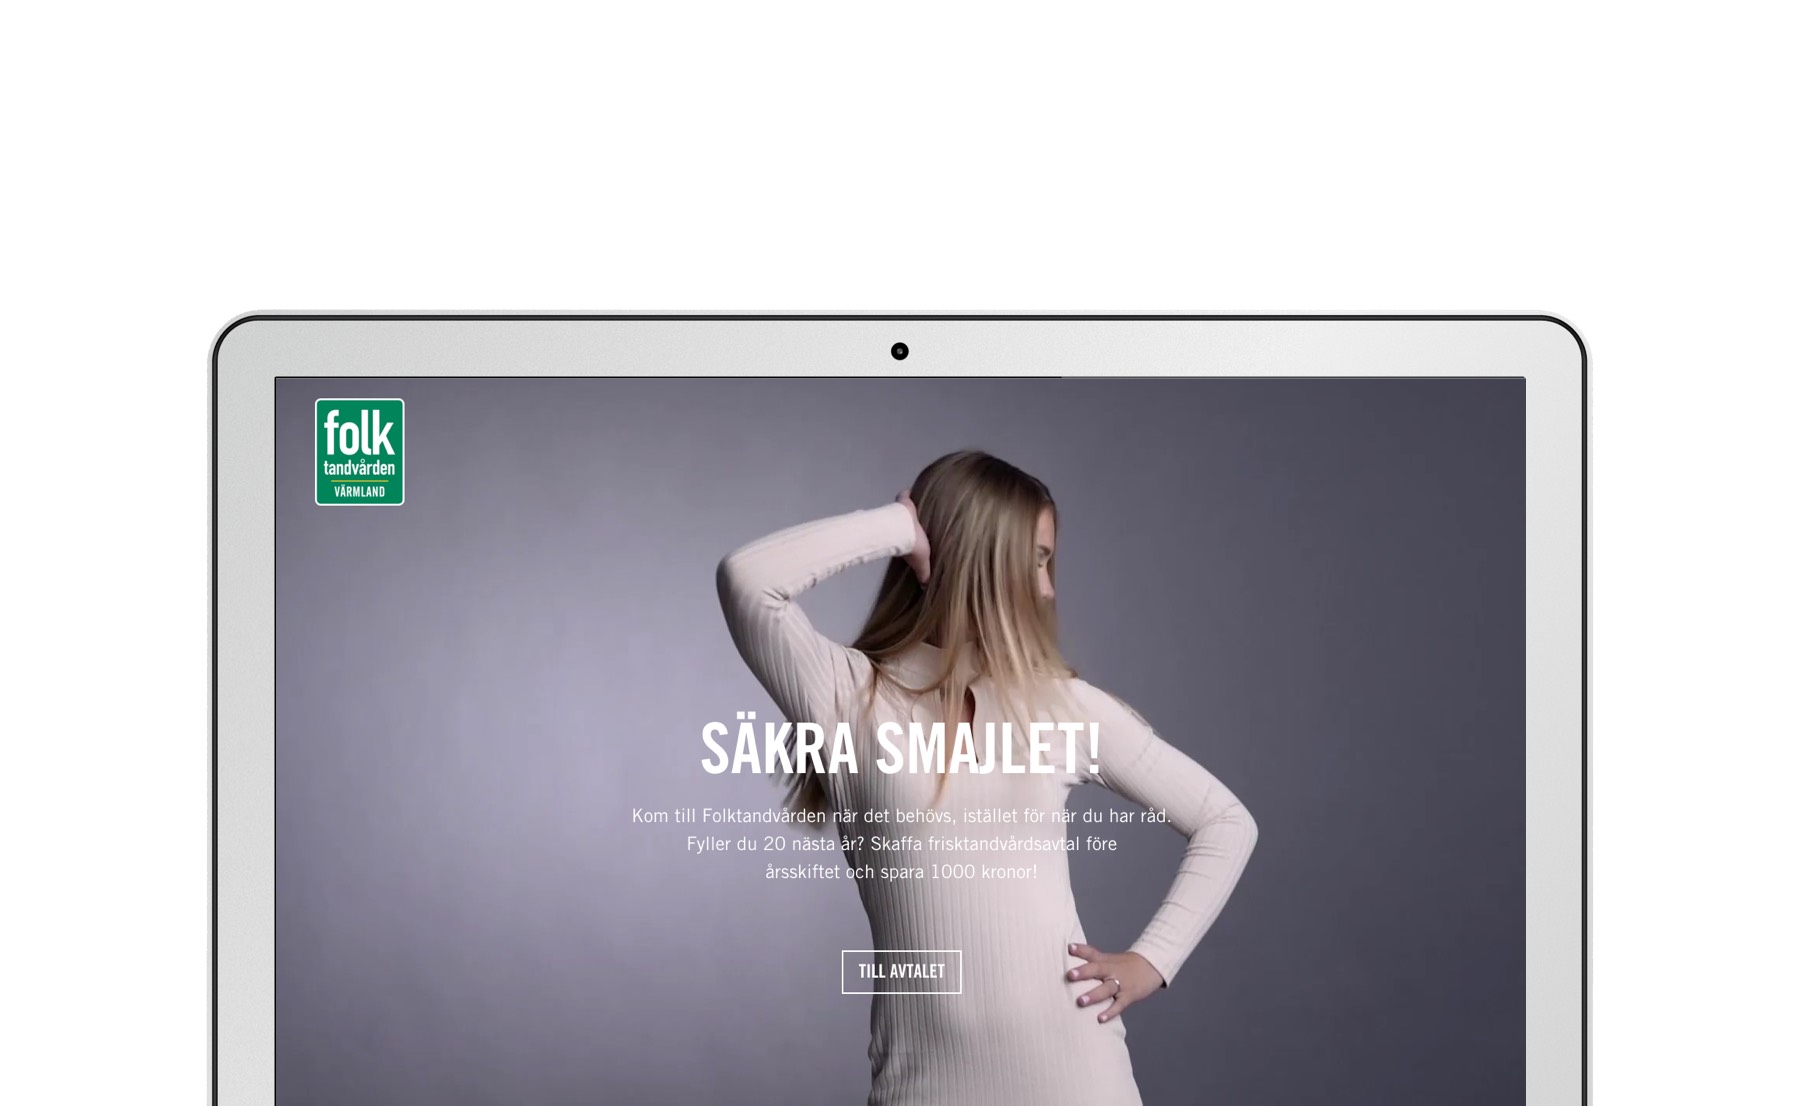 folk
tandvården
VÄRMLAND
SÄKRA SMAJLET!
Kom till Folktandvården när det behövs, istället för när du har råd.
Fyller du 20 nästa år? Skaffa frisktandvårdsavtal före
årsskiftet och spara 1000 kronor!
TILL AVTALET